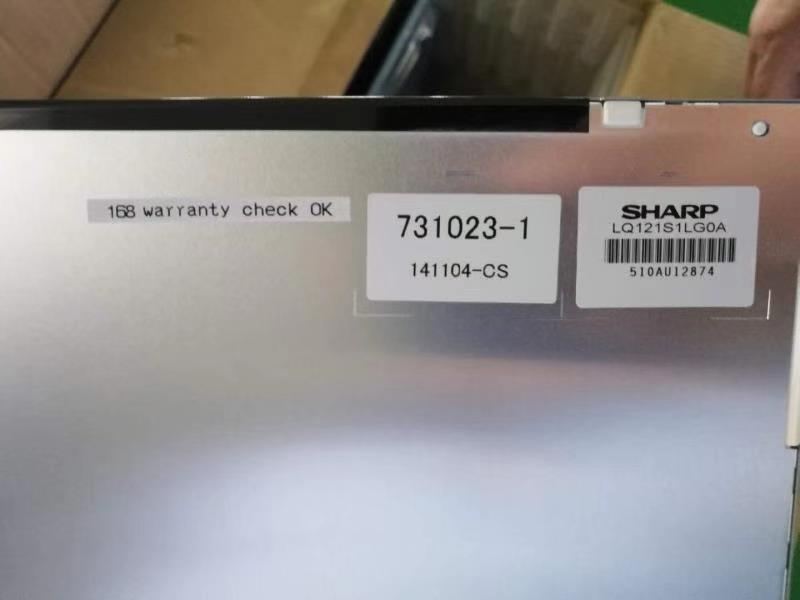 168 warranty check OK
731023-1
141104-CS
SHARP
LQ121S1LG0A
510AU12874